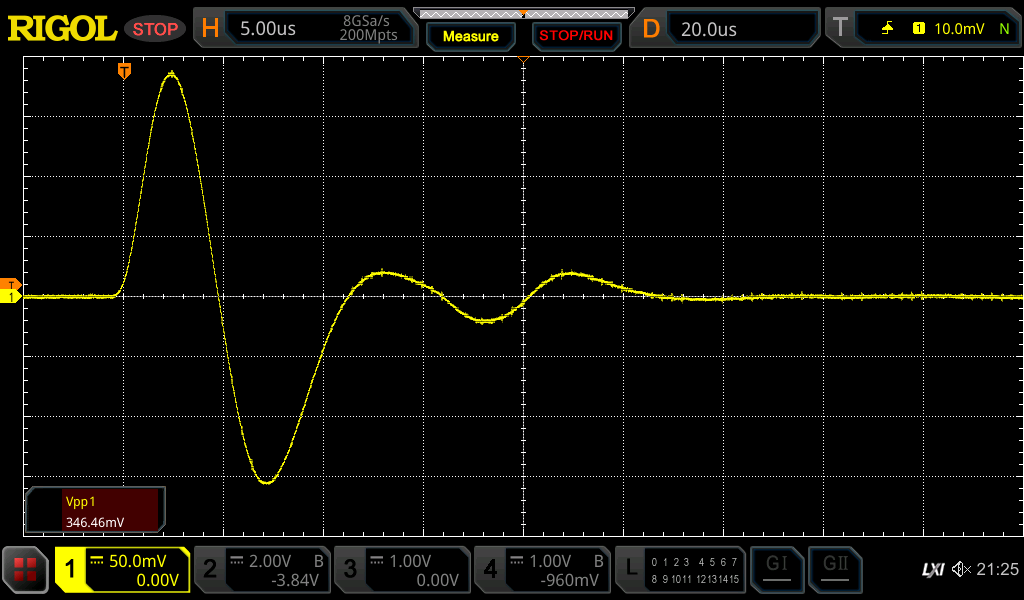 RIGOL STOP H 5.00us 8GSa/s 200Mpts Measure STOP/RUN D 20.0us T 1 10.0mV N
T
T
1
Vpp1
346.46mV
1 50.0mV 0.00V 2 2.00V B -3.84V 3 1.00V 0.00V 4 1.00V B -960mV L 0 1 2 3 4 5 6 7 8 9 10 11 12 13 14 15 GI GII LXI 21:25